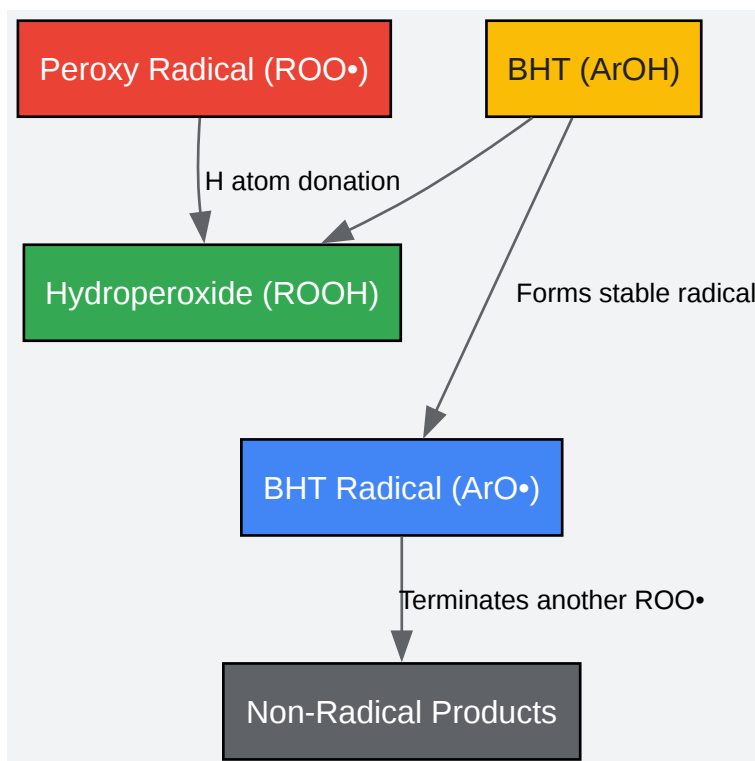 Peroxy Radical (ROO•)
BHT (ArOH)
H atom donation
Hydroperoxide (ROOH)
Forms stable radical
BHT Radical (ArO•)
Terminates another ROO•
Non-Radical Products